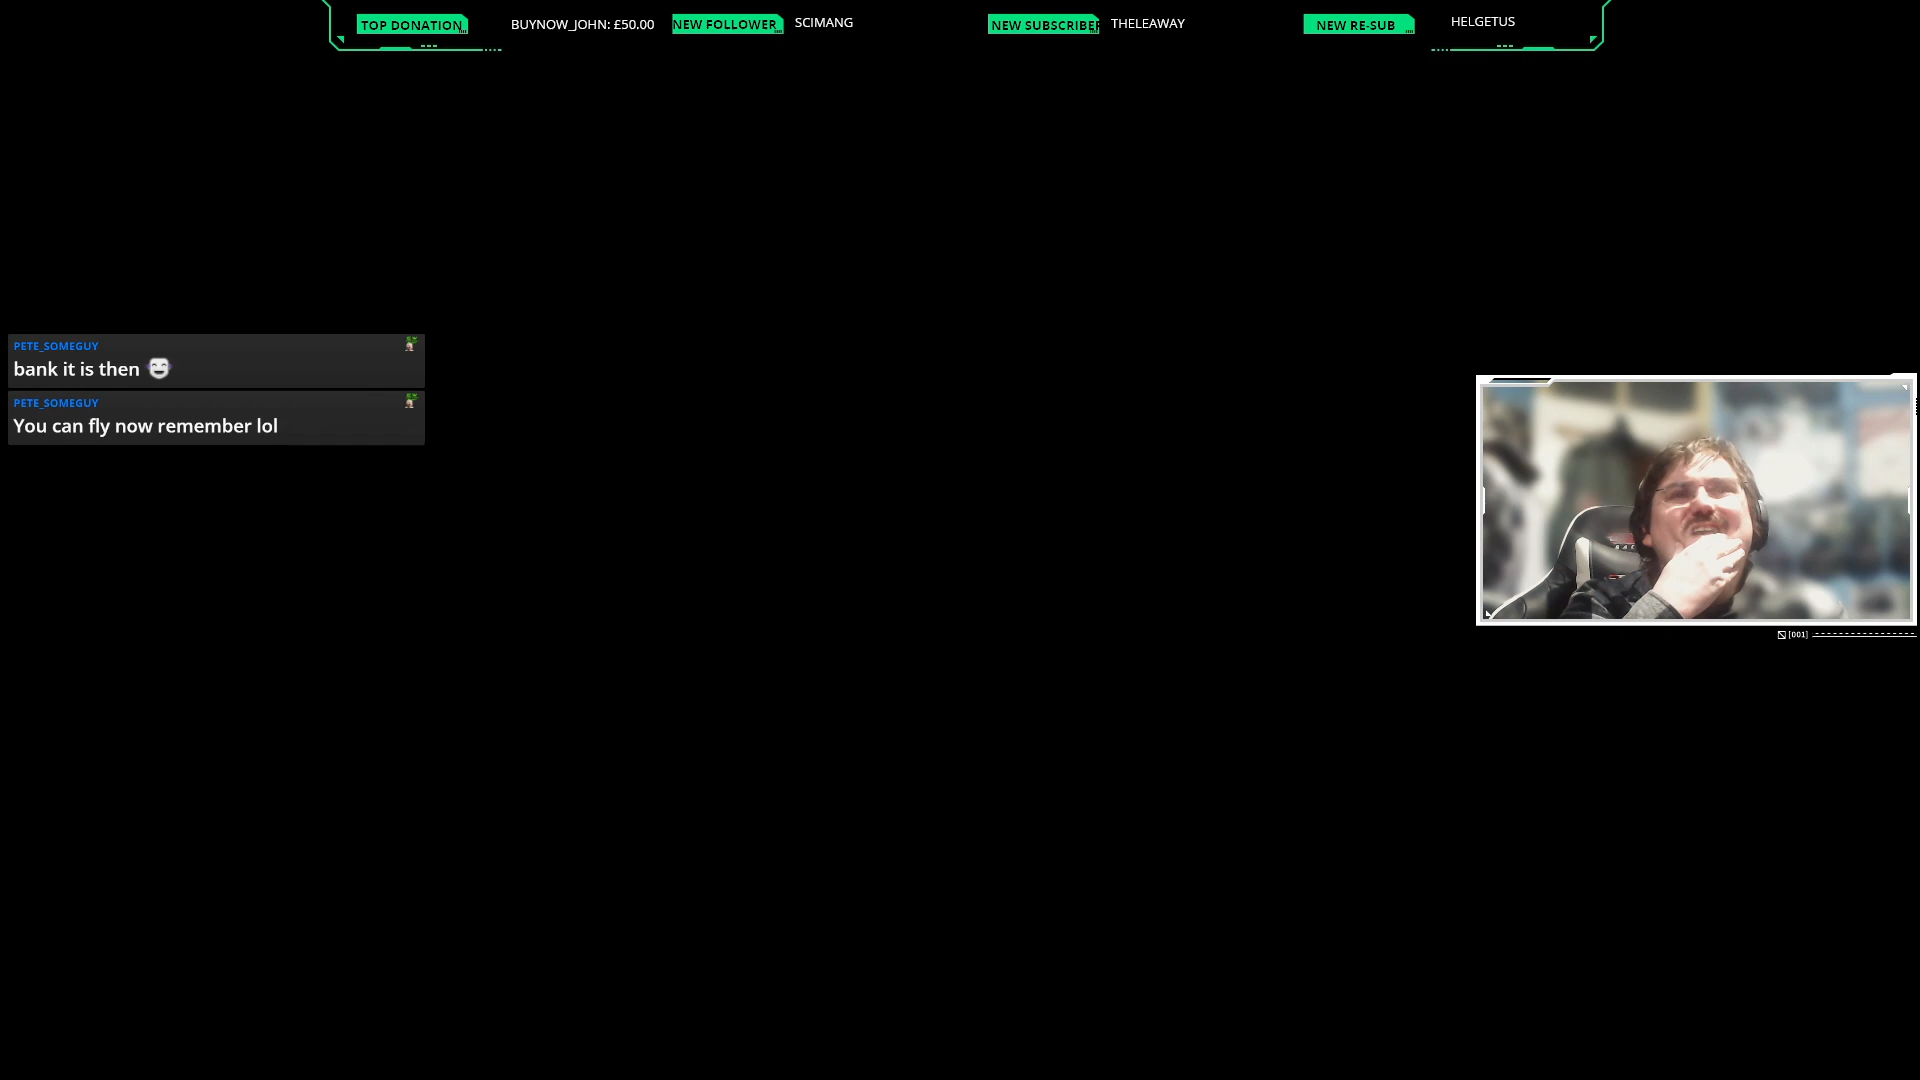 TOP DONATION
BUYNOW_JOHN: £50.00
NEW FOLLOWER
SCIMANG
NEW SUBSCRIBER
THELEAWAY
NEW RE-SUB
HELGETUS
PETE_SOMEGUY
bank it is then
PETE_SOMEGUY
You can fly now remember lol
[001]